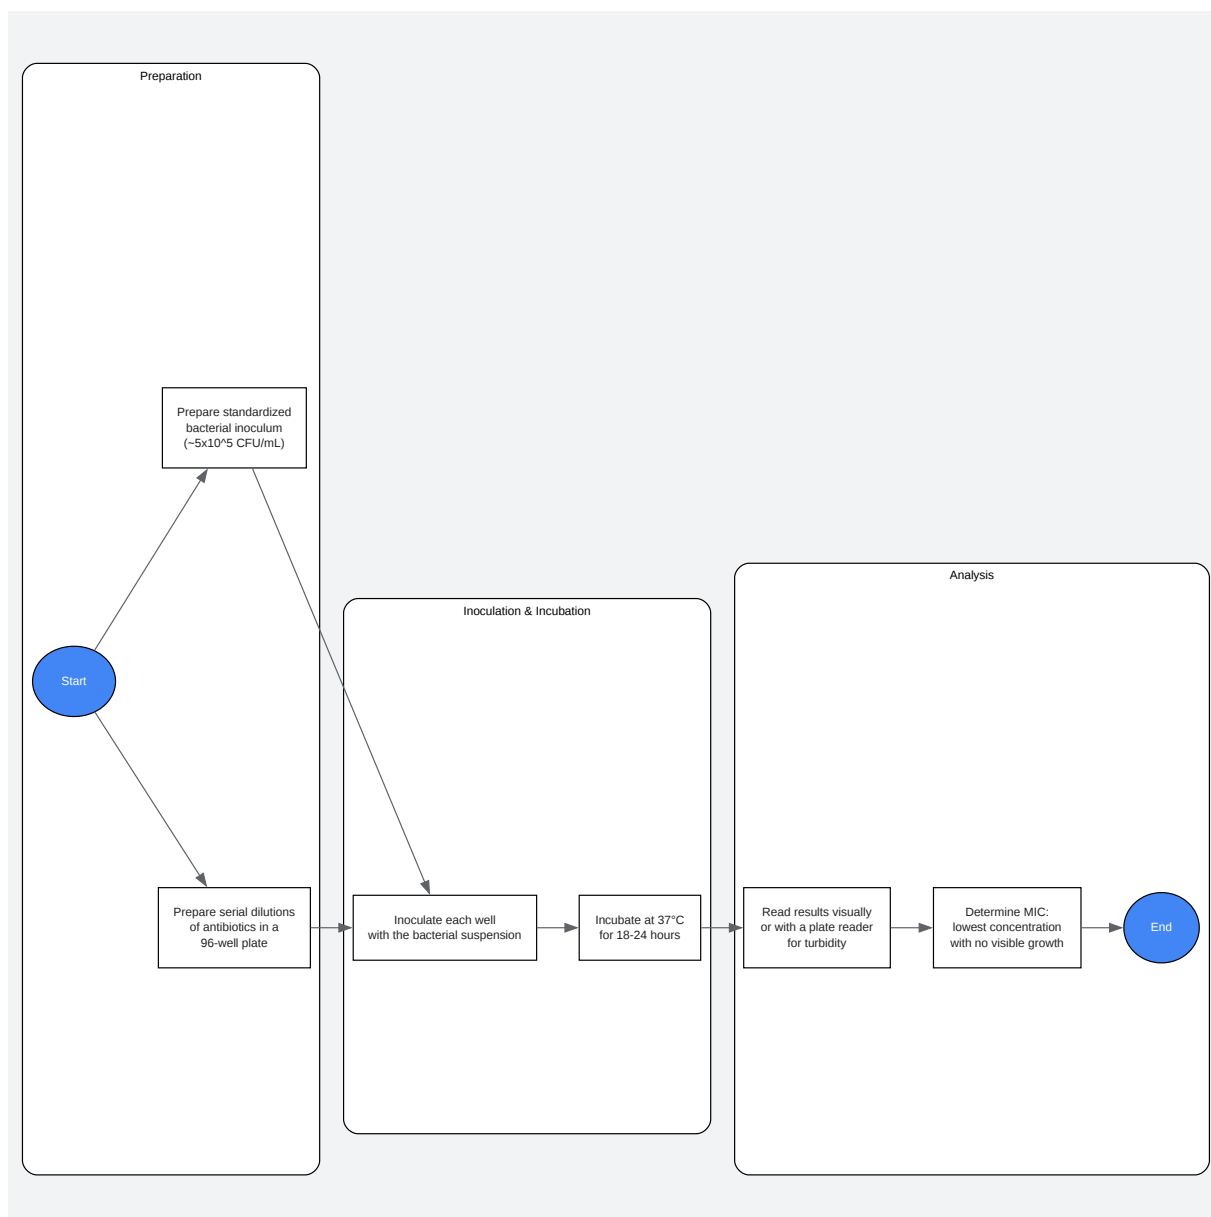 Preparation
Prepare standardized
bacterial inoculum
(~5x10^5 CFU/mL)
Start
Prepare serial dilutions
of antibiotics in a
96-well plate
Inoculation & Incubation
Inoculate each well
with the bacterial suspension
Incubate at 37°C
for 18-24 hours
Analysis
Read results visually
or with a plate reader
for turbidity
Determine MIC:
lowest concentration
with no visible growth
End